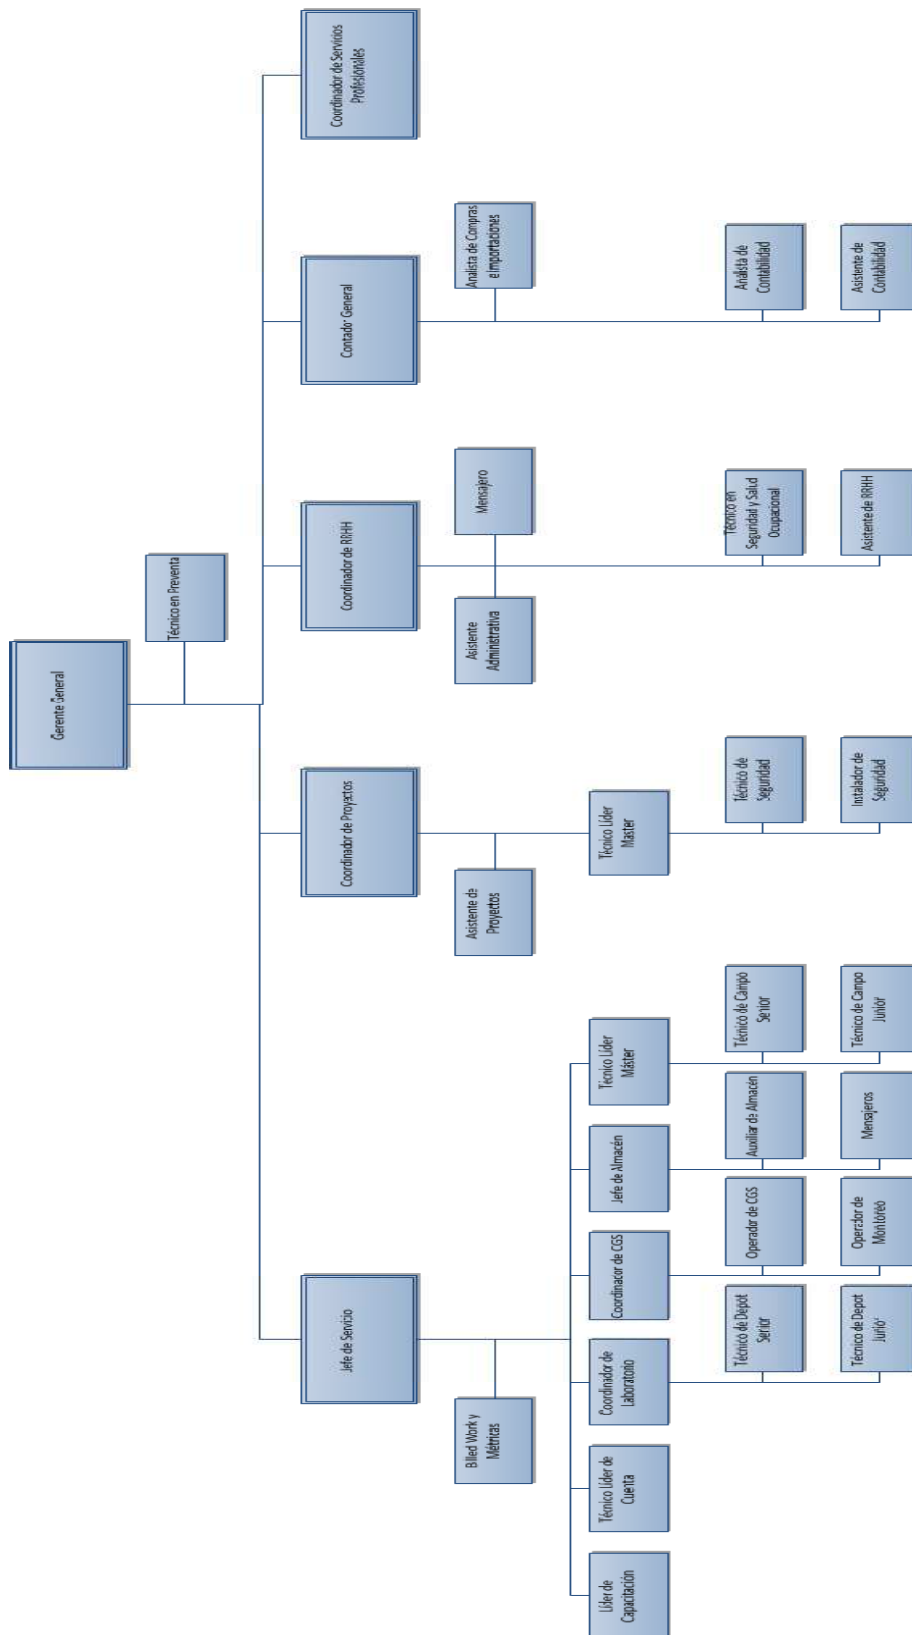 Gerente General
Técnico en Preventa
Jefe de Servicio
Coordinador de Proyectos
Coordinador de RRHH
Contador General
Coordinador de Servicios
Profesionales
Billed Work y
Métricas
Asistente de
Proyectos
Asistente
Administrativa
Mensajero
Analista de Compras
e Importaciones
Líder de
Capacitación
Técnico Líder de
Cuenta
Coordinador de
Laboratorio
Coordinador de CGS
Jefe de Almacén
Técnico Líder
Máster
Técnico Líder
Máster
Técnico de Depot
Senior
Operador de CGS
Auxiliar de Almacén
Técnico de Campo
Senior
Técnico de
Seguridad
Técnico en
Seguridad y Salud
Ocupacional
Analista de
Contabilidad
Técnico de Depot
Junior
Operador de
Monitoreo
Mensajeros
Técnico de Campo
Junior
Instalador de
Seguridad
Asistente de RRHH
Asistente de
Contabilidad